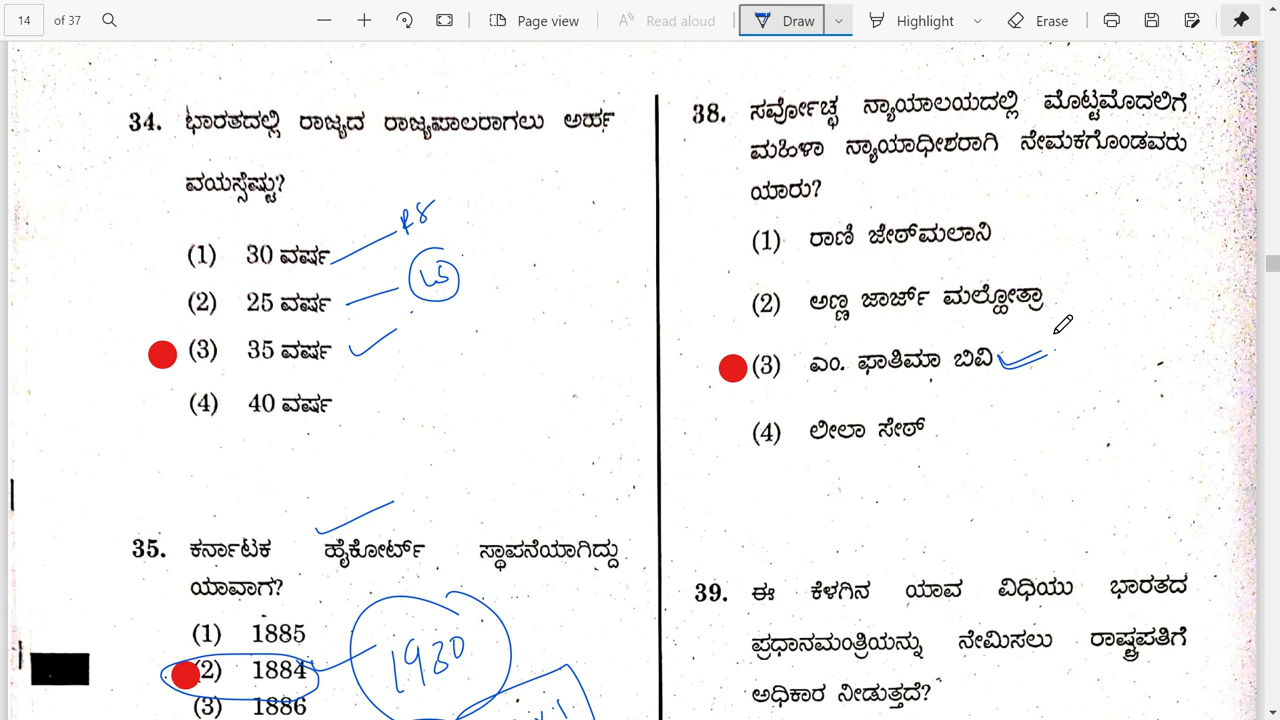 14 of 37 Page view Read aloud Draw Highlight Erase
34. ಭಾರತದಲ್ಲಿ ರಾಜ್ಯದ ರಾಜ್ಯಪಾಲರಾಗಲು ಅರ್ಹ
ವಯಸ್ಸೆಷ್ಟು?
(1) 30 ವರ್ಷ
(2) 25 ವರ್ಷ
(3) 35 ವರ್ಷ
(4) 40 ವರ್ಷ
35. ಕರ್ನಾಟಕ ಹೈಕೋರ್ಟ್ ಸ್ಥಾಪನೆಯಾಗಿದ್ದು
ಯಾವಾಗ?
(1) 1885
(2) 1884
1930
(3) 1886
38. ಸರ್ವೋಚ್ಛ ನ್ಯಾಯಾಲಯದಲ್ಲಿ ಮೊಟ್ಟಮೊದಲಿಗೆ
ಮಹಿಳಾ ನ್ಯಾಯಾಧೀಶರಾಗಿ ನೇಮಕಗೊಂಡವರು
ಯಾರು?
(1) ರಾಣಿ ಜೇಠ್‌ಮಲಾನಿ
(2) ಅಣ್ಣ ಜಾರ್ಜ್ ಮಲ್ಹೋತ್ರಾ
(3) ಎಂ. ಫಾತಿಮಾ ಬಿವಿ
(4) ಲೀಲಾ ಸೇಠ್
39. ಈ ಕೆಳಗಿನ ಯಾವ ವಿಧಿಯು ಭಾರತದ
ಪ್ರಧಾನಮಂತ್ರಿಯನ್ನು ನೇಮಿಸಲು ರಾಷ್ಟ್ರಪತಿಗೆ
ಅಧಿಕಾರ ನೀಡುತ್ತದೆ?